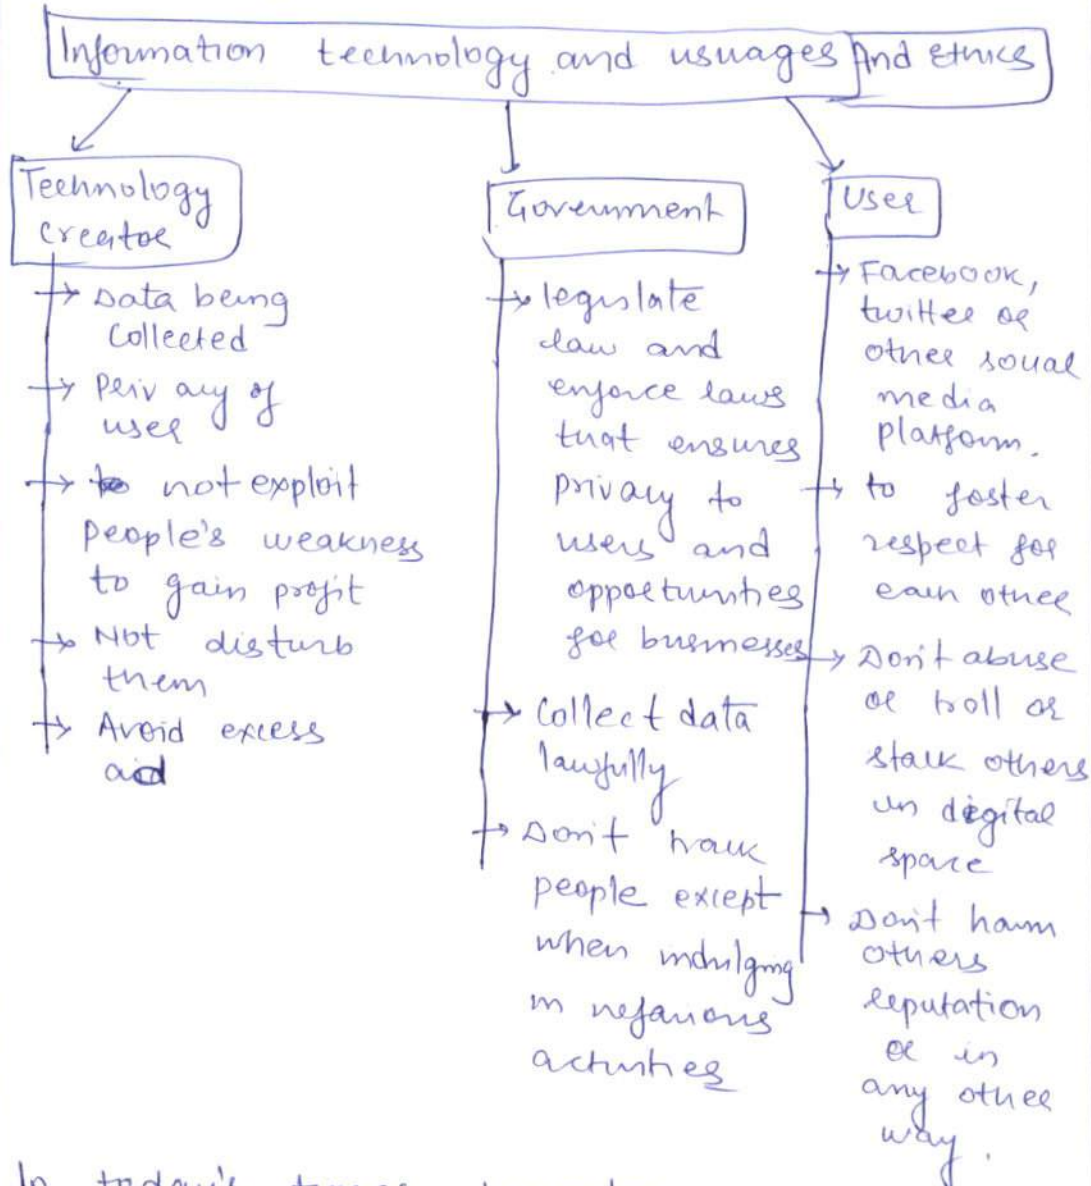 Information technology and usuages And Ethics
Technology
creator
Data being
Collected
Privacy of
user
not exploit
people's weakness
to gain profit
Not disturb
them
Avoid excess
ad
Government
legislate
law and
enforce laws
that ensures
privacy to
users and
opportunities
for businesses
Collect data
lawfully
Don't track
people except
when indulging
in nefarious
activities
User
Facebook,
twitter or
other social
media
platform.
to foster
respect for
each other
Don't abuse
or troll or
stalk others
in digital
space
Don't harm
others
reputation
or in
any other
way.
In today's